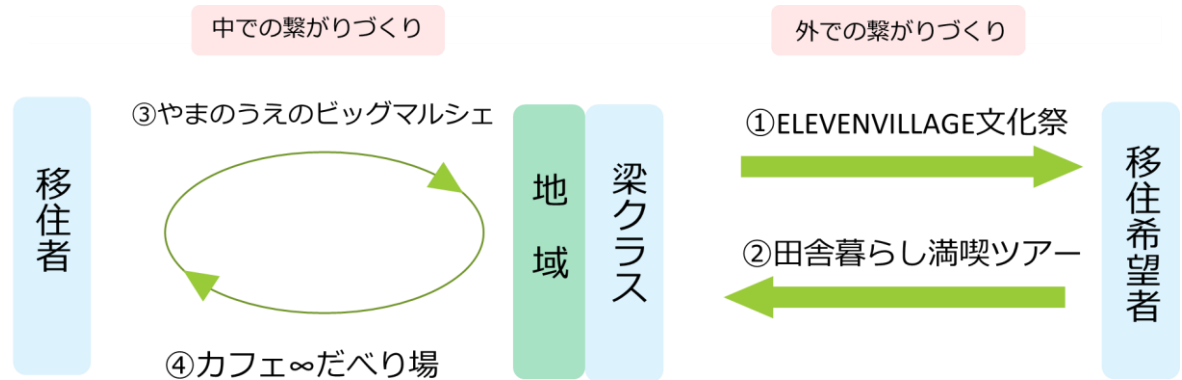 中での繋がりづくり
外での繋がりづくり
③やまのうえのビッグマルシェ
①ELEVENVILLAGE文化祭
移住者
地域
梁クラス
移住希望者
②田舎暮らし満喫ツアー
④カフェ∞だべり場